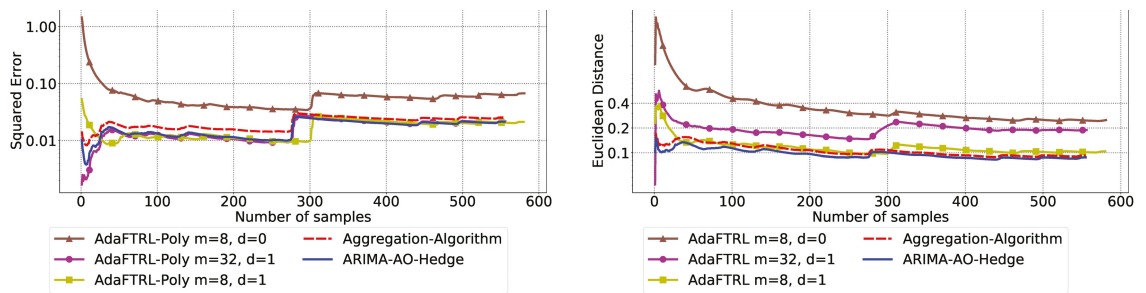 Squared Error
1.00
0.10
0.01
0
100
200
300
400
500
600
Number of samples
AdaFTRL-Poly m=8, d=0
AdaFTRL-Poly m=32, d=1
AdaFTRL-Poly m=8, d=1
Aggregation-Algorithm
ARIMA-AO-Hedge
Euclidean Distance
0.4
0.2
0.1
0
100
200
300
400
500
600
Number of samples
AdaFTRL m=8, d=0
AdaFTRL m=32, d=1
AdaFTRL m=8, d=1
Aggregation-Algorithm
ARIMA-AO-Hedge